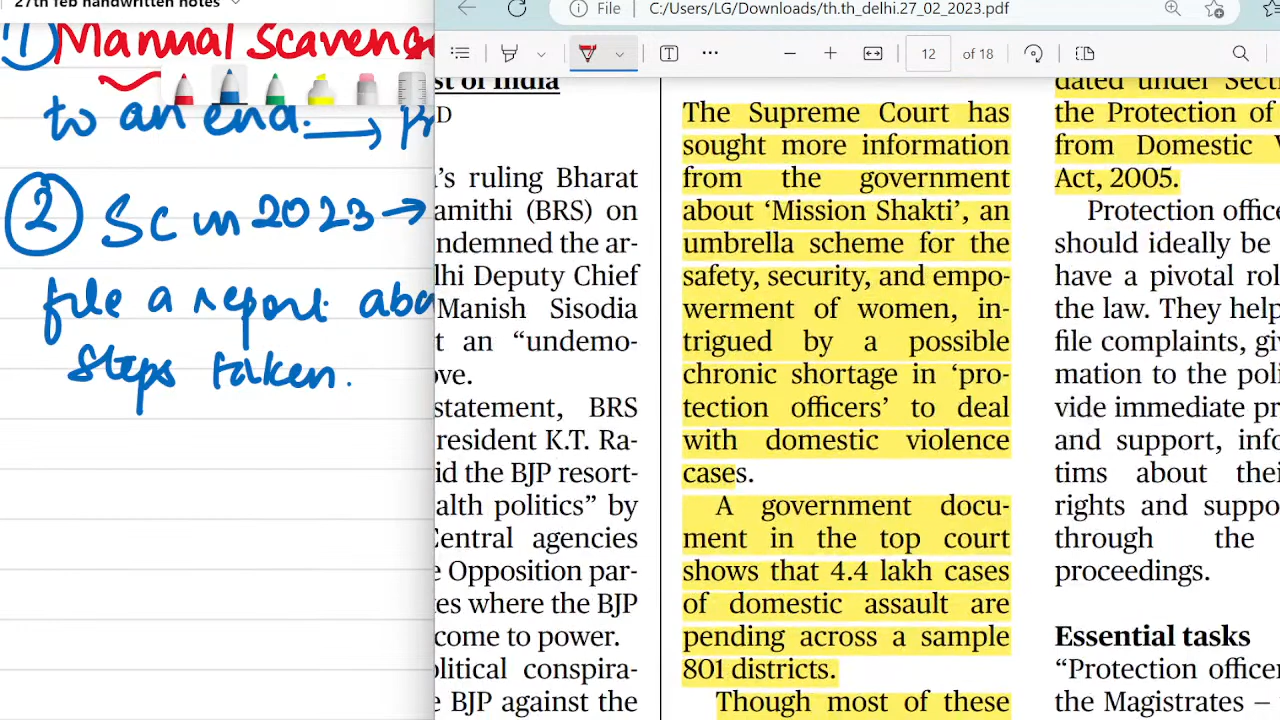 27th feb handwritten notes
1) Manual Scavenge
to an end. →
2 SC in 2023 →
file a report abo
steps taken.
File C:/Users/LG/Downloads/th.th_delhi.27_02_2023.pdf
12 of 18
st of India
D
's ruling Bharat
amithi (BRS) on
ndemned the ar-
lhi Deputy Chief
Manish Sisodia
t an “undemo-
ove.
statement, BRS
resident K.T. Ra-
id the BJP resort-
alth politics” by
Central agencies
e Opposition par-
es where the BJP
come to power.
litical conspira-
e BJP against the
The Supreme Court has
sought more information
from the government
about ‘Mission Shakti’, an
umbrella scheme for the
safety, security, and empo-
werment of women, in-
trigued by a possible
chronic shortage in ‘pro-
tection officers’ to deal
with domestic violence
cases.
A government docu-
ment in the top court
shows that 4.4 lakh cases
of domestic assault are
pending across a sample
801 districts.
Though most of these
dated under Secti
the Protection of
from Domestic V
Act, 2005.
Protection office
should ideally be
have a pivotal rol
the law. They help
file complaints, giv
mation to the poli
vide immediate pr
and support, info
tims about thei
rights and suppo
through the
proceedings.
Essential tasks
“Protection officer
the Magistrates –